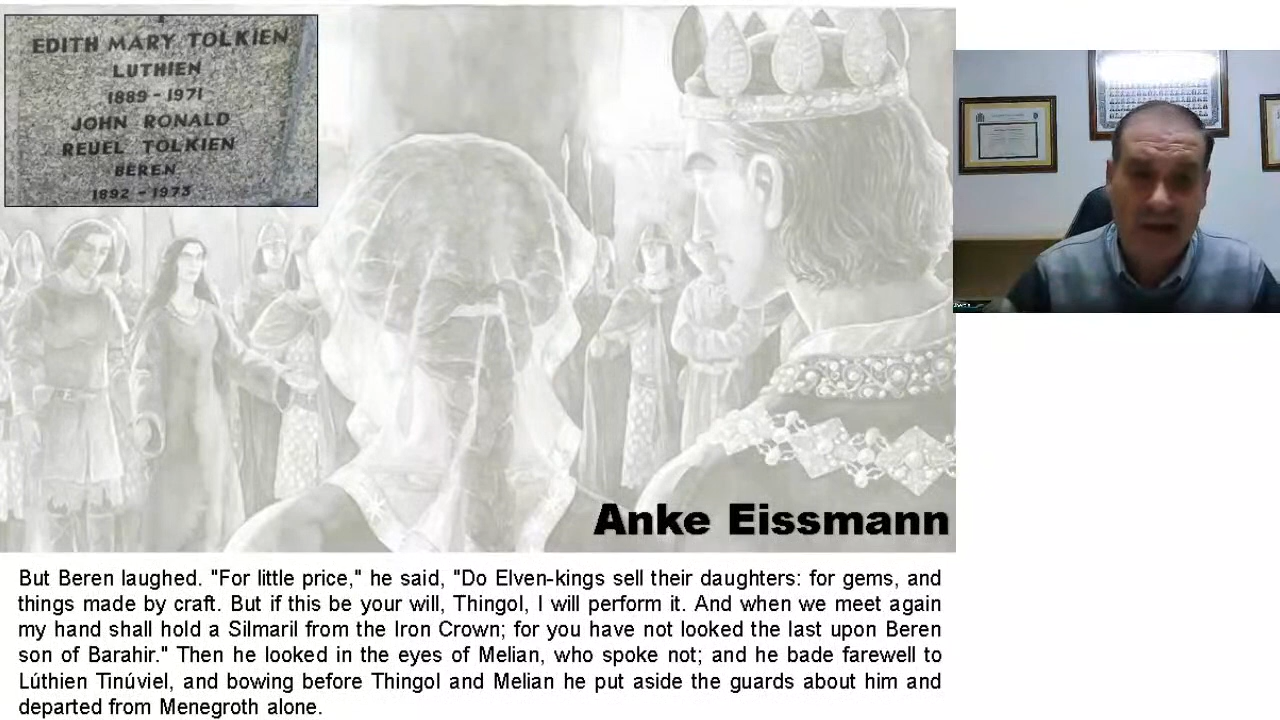 EDITH MARY TOLKIEN
LUTHIEN
1889 - 1971
JOHN RONALD
REUEL TOLKIEN
BEREN
1892 - 1973
Anke Eissmann
But Beren laughed. "For little price," he said, "Do Elven-kings sell their daughters: for gems, and
things made by craft. But if this be your will, Thingol, I will perform it. And when we meet again
my hand shall hold a Silmaril from the Iron Crown; for you have not looked the last upon Beren
son of Barahir." Then he looked in the eyes of Melian, who spoke not; and he bade farewell to
Lúthien Tinúviel, and bowing before Thingol and Melian he put aside the guards about him and
departed from Menegroth alone.